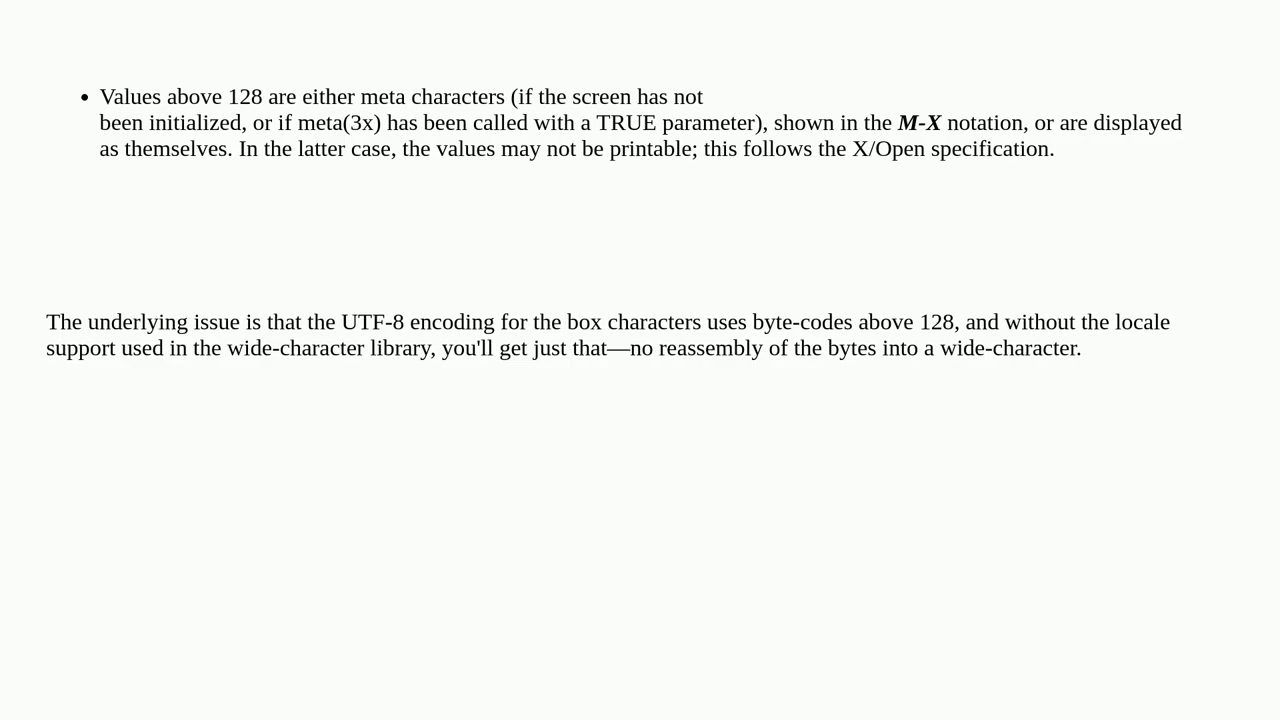 • Values above 128 are either meta characters (if the screen has not
been initialized, or if meta(3x) has been called with a TRUE parameter), shown in the M-X notation, or are displayed
as themselves. In the latter case, the values may not be printable; this follows the X/Open specification.
The underlying issue is that the UTF-8 encoding for the box characters uses byte-codes above 128, and without the locale
support used in the wide-character library, you'll get just that—no reassembly of the bytes into a wide-character.